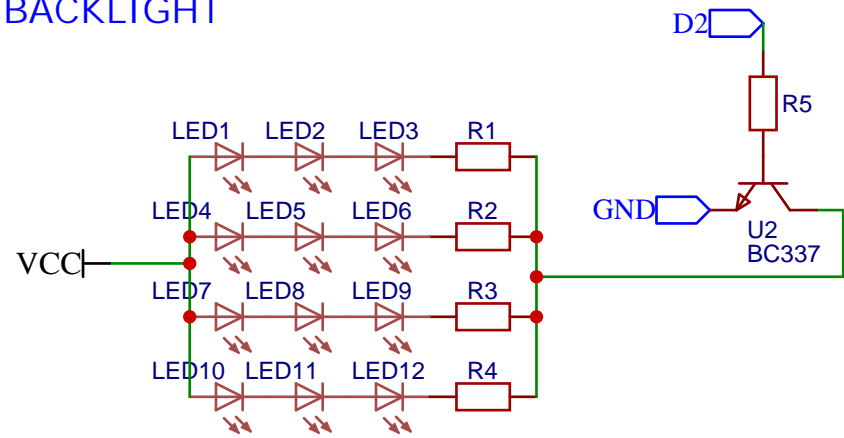 BACKLIGHT
D2
R5
LED1 LED2 LED3 R1
LED4 LED5 LED6 R2
GND
U2
BC337
VCC
LED7 LED8 LED9 R3
LED10 LED11 LED12 R4